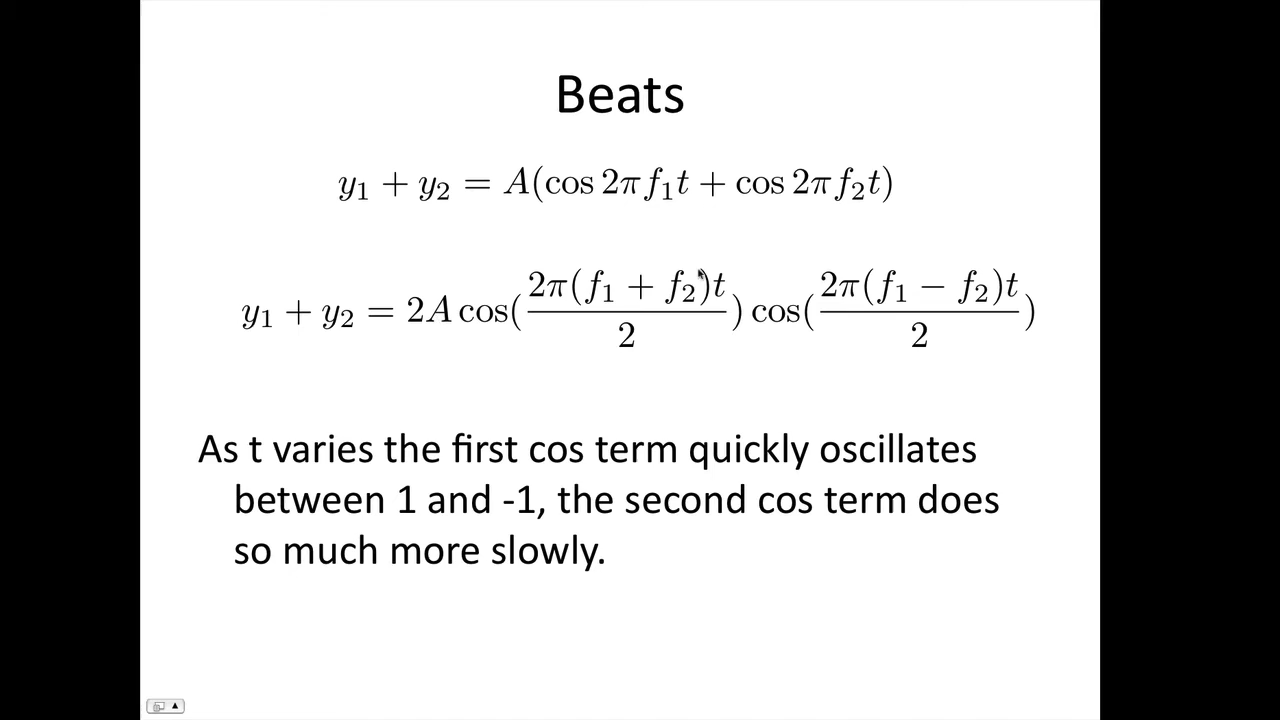 Beats
y₁ + y₂ = A(cos 2πf₁t + cos 2πf₂t)
y₁ + y₂ = 2A cos(2π(f₁ + f₂)t / 2) cos(2π(f₁ − f₂)t / 2)
As t varies the first cos term quickly oscillates
between 1 and -1, the second cos term does
so much more slowly.